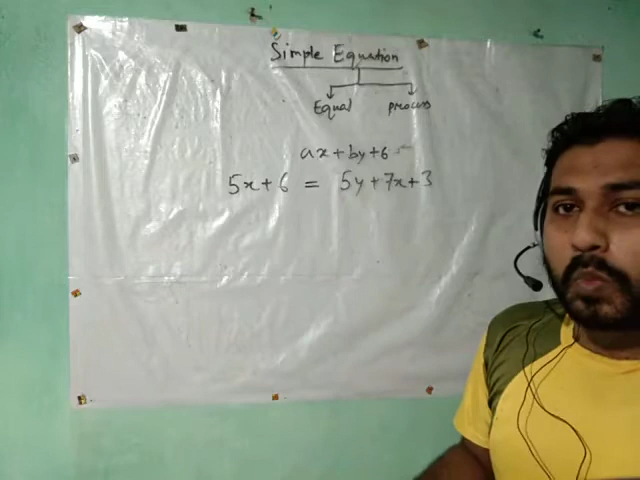 Simple Equation
Equal process
ax+by+6
5x+6 = 5y+7x+3